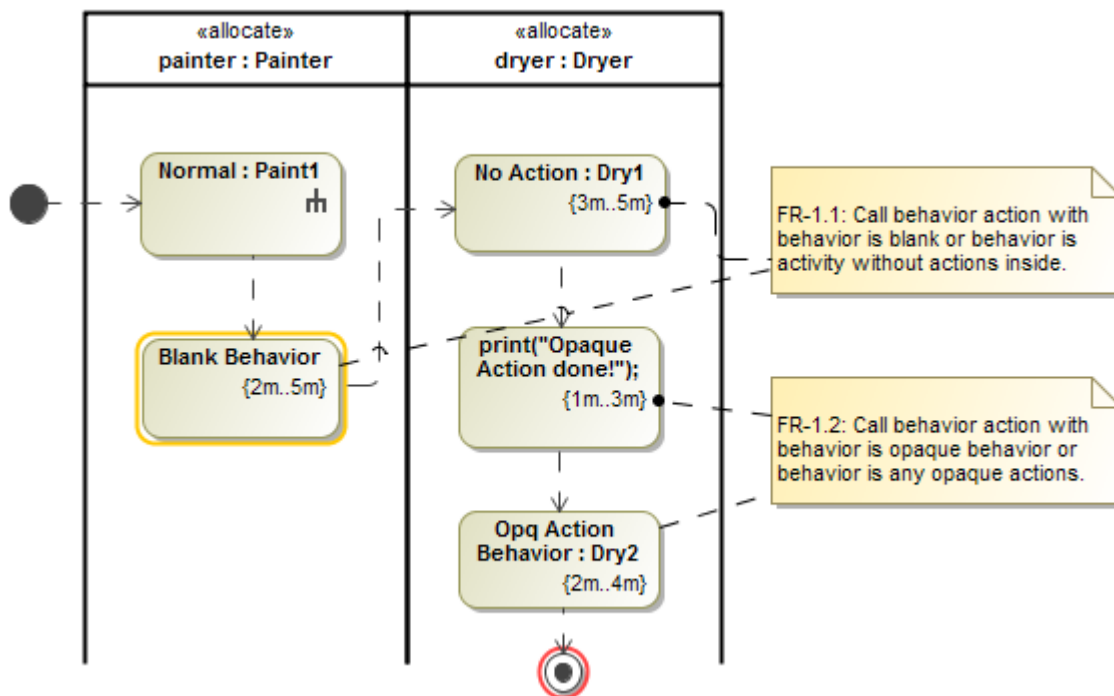 «allocate»
painter : Painter
«allocate»
dryer : Dryer
Normal : Paint1
No Action : Dry1
{3m..5m}
FR-1.1: Call behavior action with
behavior is blank or behavior is
activity without actions inside.
Blank Behavior
{2m..5m}
print("Opaque
Action done!");
{1m..3m}
FR-1.2: Call behavior action with
behavior is opaque behavior or
behavior is any opaque actions.
Opq Action
Behavior : Dry2
{2m..4m}